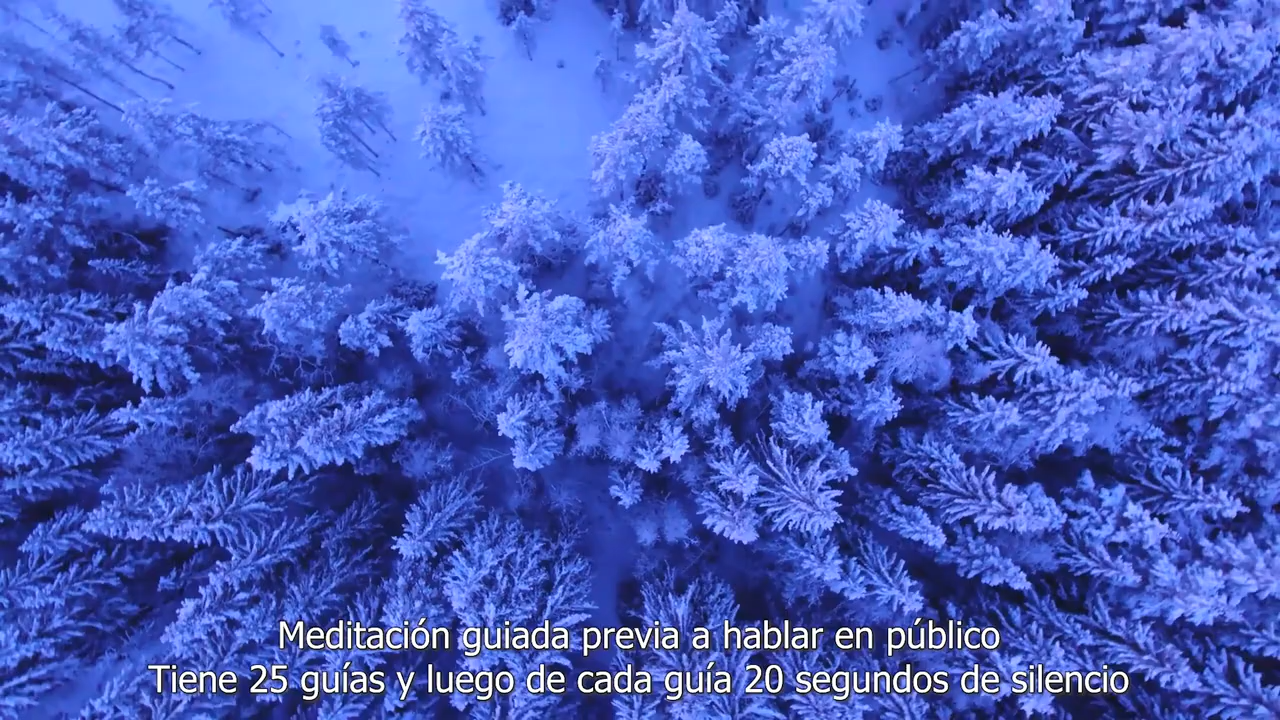 Meditación guiada previa a hablar en público
Tiene 25 guías y luego de cada guía 20 segundos de silencio